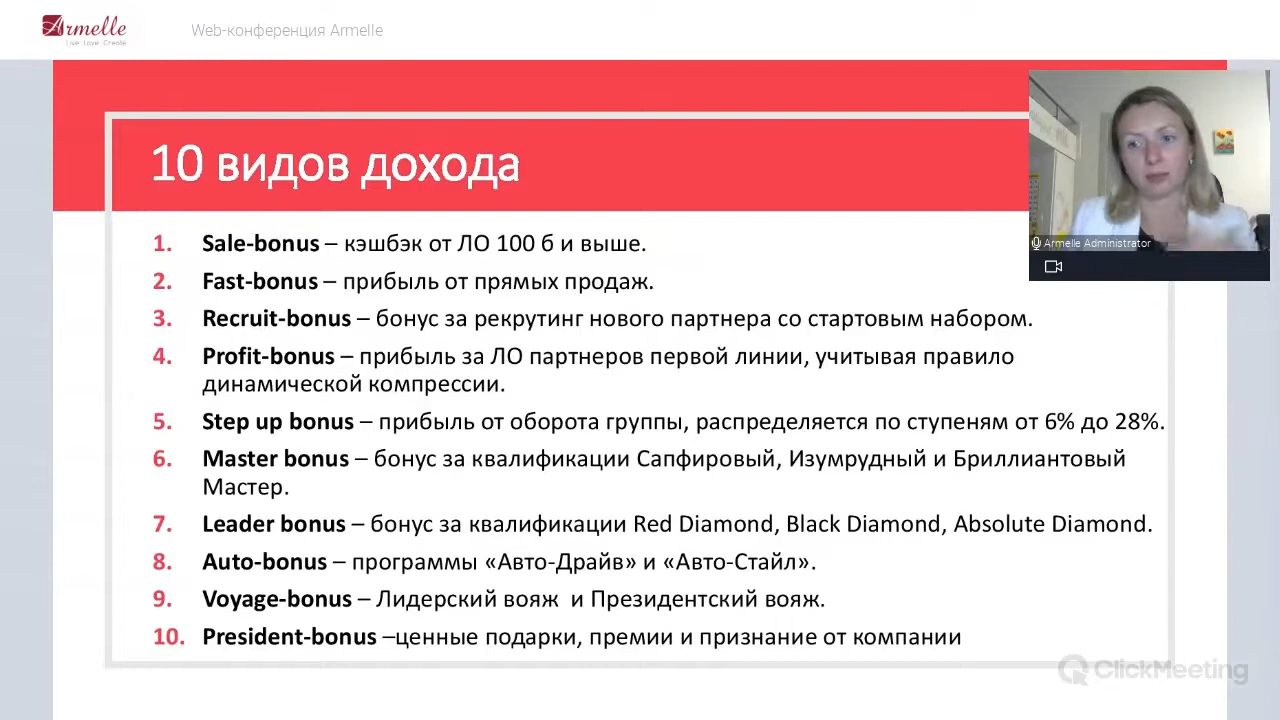 Armelle
Live Love Create
Web-конференция Armelle
10 видов дохода
1. Sale-bonus – кэшбэк от ЛО 100 б и выше.
2. Fast-bonus – прибыль от прямых продаж.
3. Recruit-bonus – бонус за рекрутинг нового партнера со стартовым набором.
4. Profit-bonus – прибыль за ЛО партнеров первой линии, учитывая правило
динамической компрессии.
5. Step up bonus – прибыль от оборота группы, распределяется по ступеням от 6% до 28%.
6. Master bonus – бонус за квалификации Сапфировый, Изумрудный и Бриллиантовый
Мастер.
7. Leader bonus – бонус за квалификации Red Diamond, Black Diamond, Absolute Diamond.
8. Auto-bonus – программы «Авто-Драйв» и «Авто-Стайл».
9. Voyage-bonus – Лидерский вояж и Президентский вояж.
10. President-bonus –ценные подарки, премии и признание от компании
Armelle Administrator
ClickMeeting